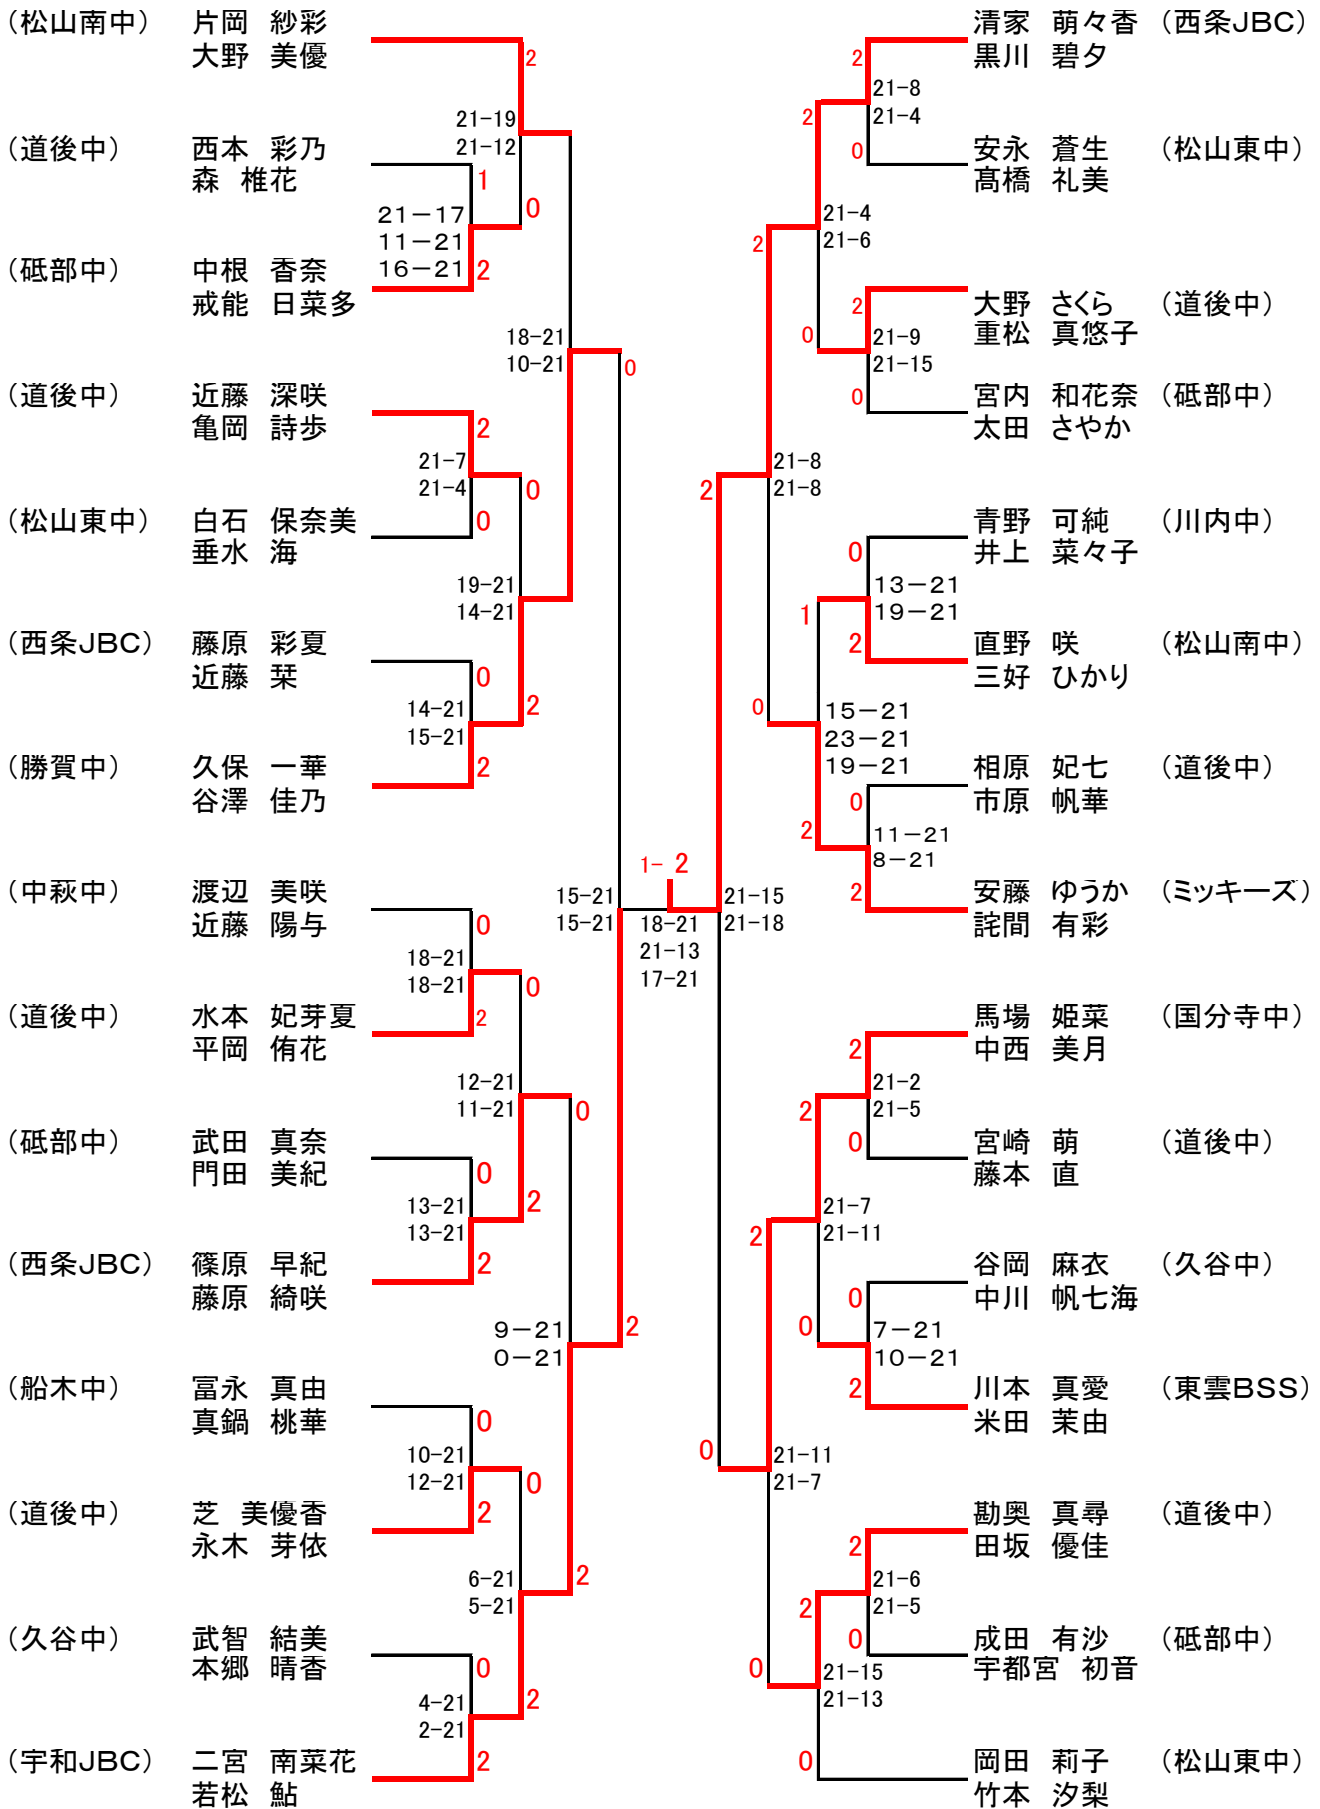 （松山南中） 片岡 紗彩
大野 美優
2
21-19
21-12
（道後中） 西本 彩乃
森 椎花
1
0
21－17
11－21
16－21
（砥部中） 中根 香奈
戒能 日菜多
2
18-21
10-21
0
（道後中） 近藤 深咲
亀岡 詩歩
2
21-7
21-4
0
（松山東中） 白石 保奈美
垂水 海
0
19-21
14-21
（西条JBC） 藤原 彩夏
近藤 栞
0
14-21
15-21
2
（勝賀中） 久保 一華
谷澤 佳乃
2
（中萩中） 渡辺 美咲
近藤 陽与
0
15-21
15-21
18-21
18-21
0
（道後中） 水本 妃芽夏
平岡 侑花
2
12-21
11-21
0
（砥部中） 武田 真奈
門田 美紀
0
13-21
13-21
2
（西条JBC） 篠原 早紀
藤原 綺咲
2
9－21
0－21
2
（船木中） 冨永 真由
真鍋 桃華
0
10-21
12-21
0
（道後中） 芝 美優香
永木 芽依
2
6-21
5-21
2
（久谷中） 武智 結美
本郷 晴香
0
4-21
2-21
2
（宇和JBC） 二宮 南菜花
若松 鮎
2
1- 2
18-21
21-13
17-21
清家 萌々香 （西条JBC）
黒川 碧夕
2
21-8
21-4
2
安永 蒼生 （松山東中）
髙橋 礼美
0
21-4
21-6
2
大野 さくら （道後中）
重松 真悠子
2
0
21-9
21-15
宮内 和花奈 （砥部中）
太田 さやか
0
21-8
21-8
2
青野 可純 （川内中）
井上 菜々子
0
13－21
19－21
1
直野 咲 （松山南中）
三好 ひかり
2
0
15－21
23－21
19－21
相原 妃七 （道後中）
市原 帆華
0
2
11－21
8－21
安藤 ゆうか （ミッキーズ）
詫間 有彩
2
21-15
21-18
馬場 姫菜 （国分寺中）
中西 美月
2
21-2
21-5
2
宮崎 萌 （道後中）
藤本 直
0
21-7
21-11
2
谷岡 麻衣 （久谷中）
中川 帆七海
0
0
7－21
10－21
川本 真愛 （東雲BSS）
米田 茉由
2
0
21-11
21-7
勘奥 真尋 （道後中）
田坂 優佳
2
21-6
21-5
2
成田 有沙 （砥部中）
宇都宮 初音
0
0
21-15
21-13
岡田 莉子 （松山東中）
竹本 汐梨
0